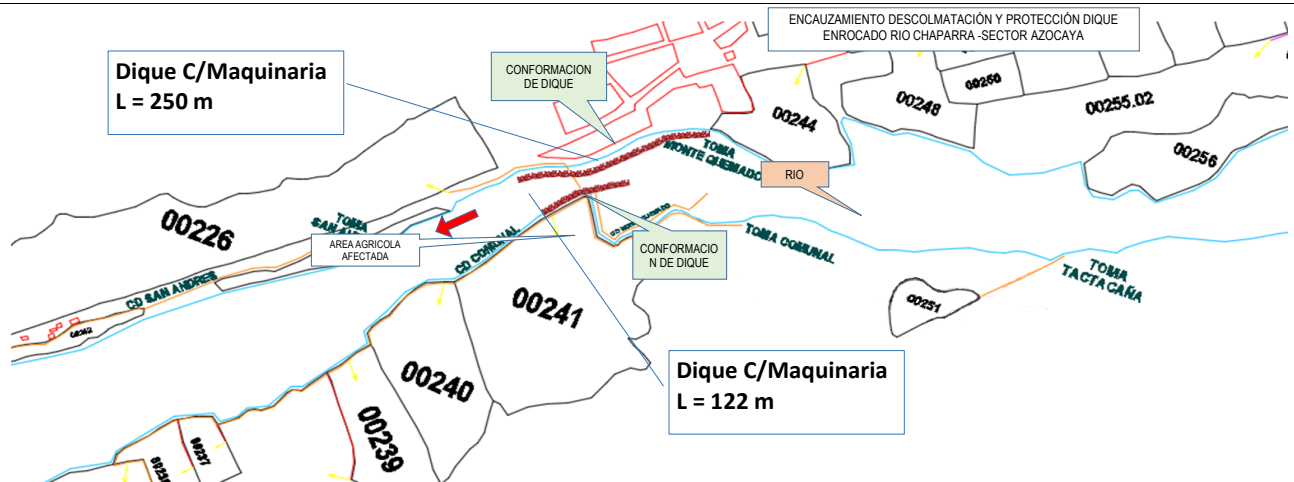 ENCAUZAMIENTO DESCOLMATACIÓN Y PROTECCIÓN DIQUE
ENROCADO RIO CHAPARRA -SECTOR AZOCAYA
Dique C/Maquinaria
L = 250 m
CONFORMACION
DE DIQUE
00244
00248
00250
00255.02
00256
TOMA
MONTE QUEMADO
RIO
00226
TOMA
AREA AGRICOLA
AFECTADA
CD COMUNAL
CONFORMACIO
N DE DIQUE
TOMA COMUNAL
TOMA
TACTACAÑA
CD SAN ANDRES
00241
00251
00240
Dique C/Maquinaria
L = 122 m
00239
00237